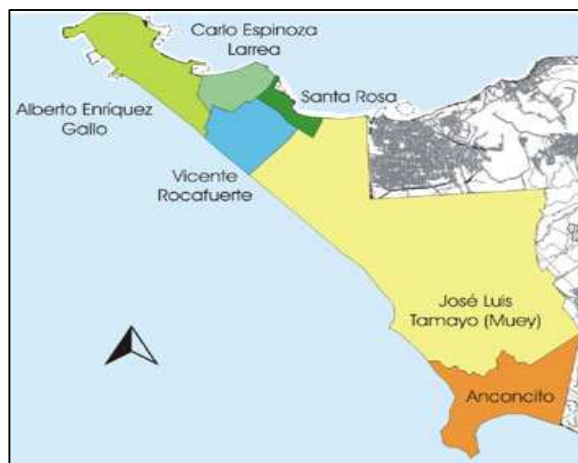 Carlo Espinoza
Larrea
Santa Rosa
Alberto Enríquez
Gallo
Vicente
Rocafuerte
José Luis
Tamayo (Muey)
Anconcito